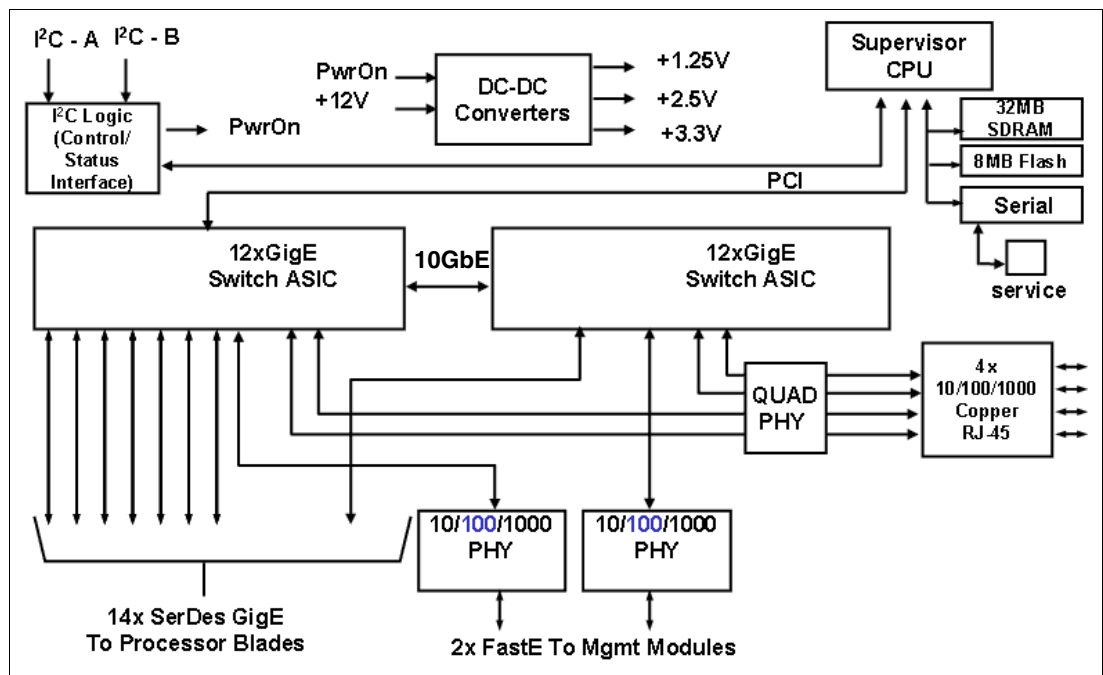 I²C - A
I²C - B
I²C Logic
(Control/
Status
Interface)
PwrOn
PwrOn
+12V
DC-DC
Converters
+1.25V
+2.5V
+3.3V
Supervisor
CPU
32MB
SDRAM
8MB Flash
Serial
service
PCI
12xGigE
Switch ASIC
10GbE
12xGigE
Switch ASIC
QUAD
PHY
4 x
10/100/1000
Copper
RJ-45
10/100/1000
PHY
10/100/1000
PHY
14x SerDes GigE
To Processor Blades
2x FastE To Mgmt Modules